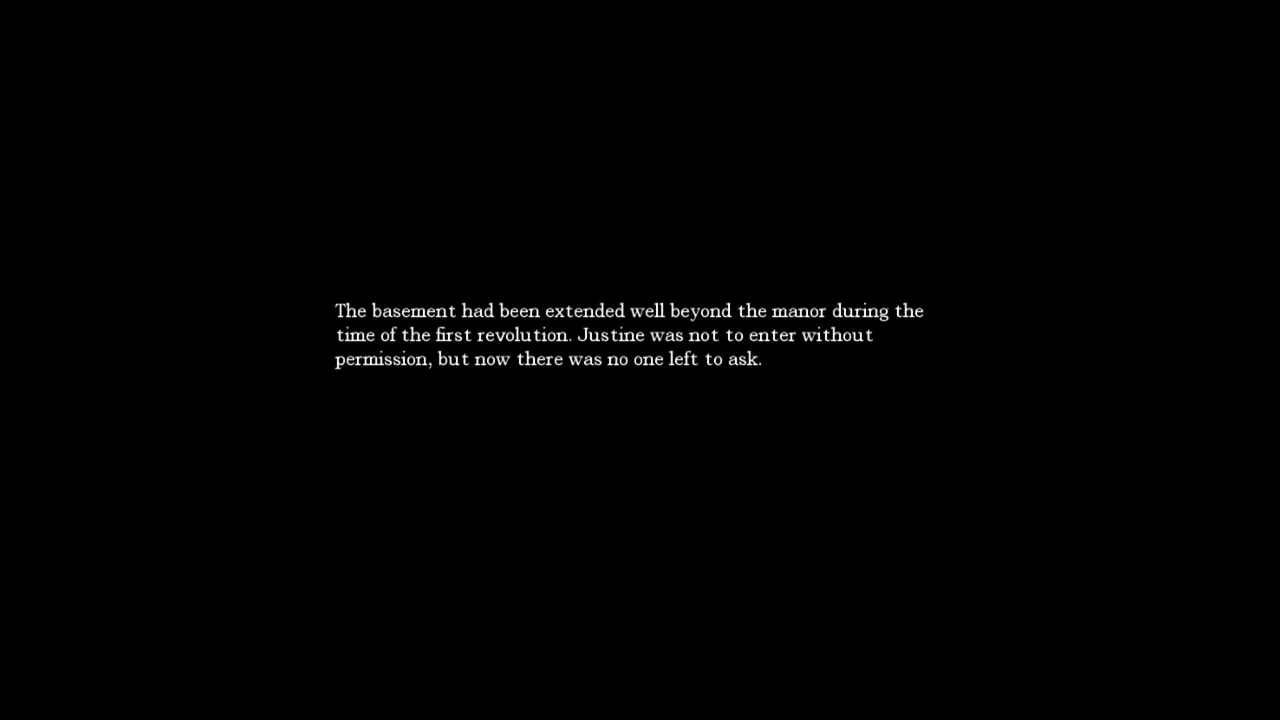 The basement had been extended well beyond the manor during the
time of the first revolution. Justine was not to enter without
permission, but now there was no one left to ask.